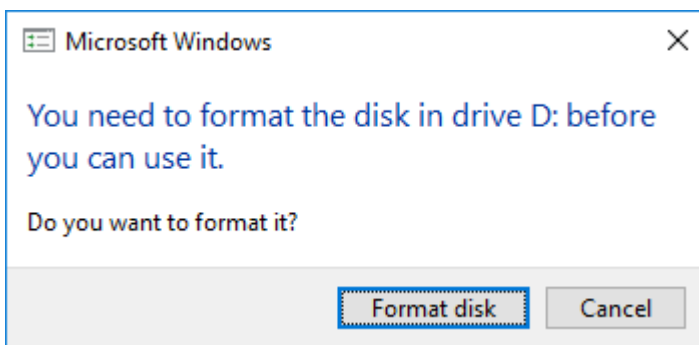 Microsoft Windows
You need to format the disk in drive D: before
you can use it.
Do you want to format it?
Format disk
Cancel